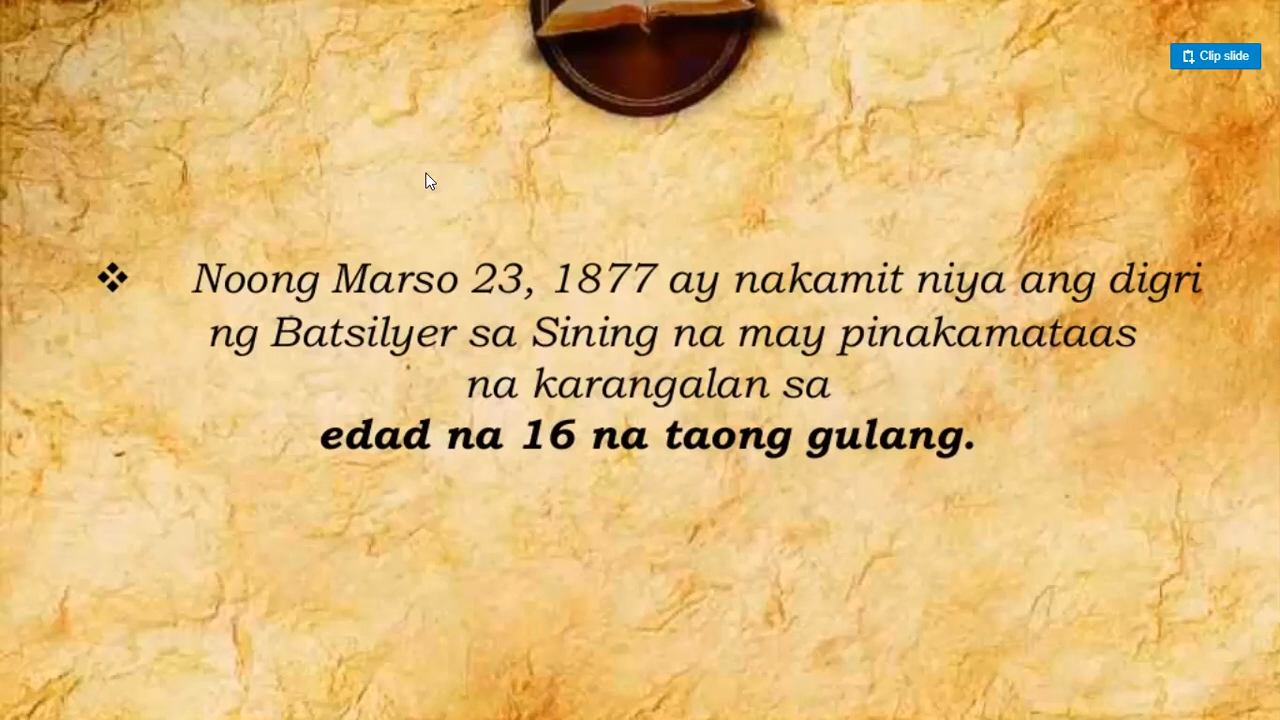 Clip slide
❖ Noong Marso 23, 1877 ay nakamit niya ang digri
ng Batsilyer sa Sining na may pinakamataas
na karangalan sa
edad na 16 na taong gulang.